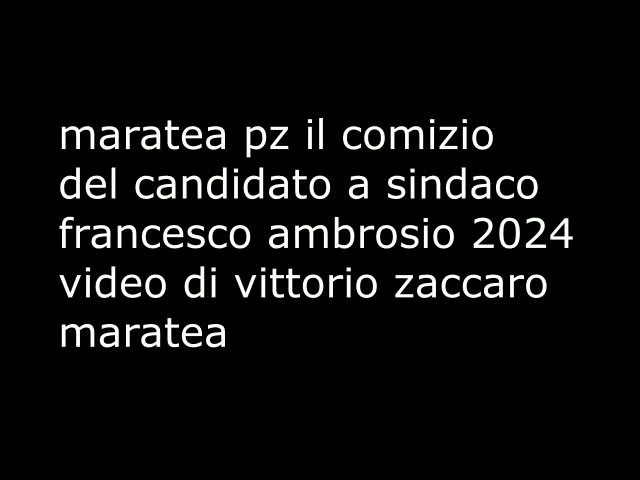 maratea pz il comizio
del candidato a sindaco
francesco ambrosio 2024
video di vittorio zaccaro
maratea